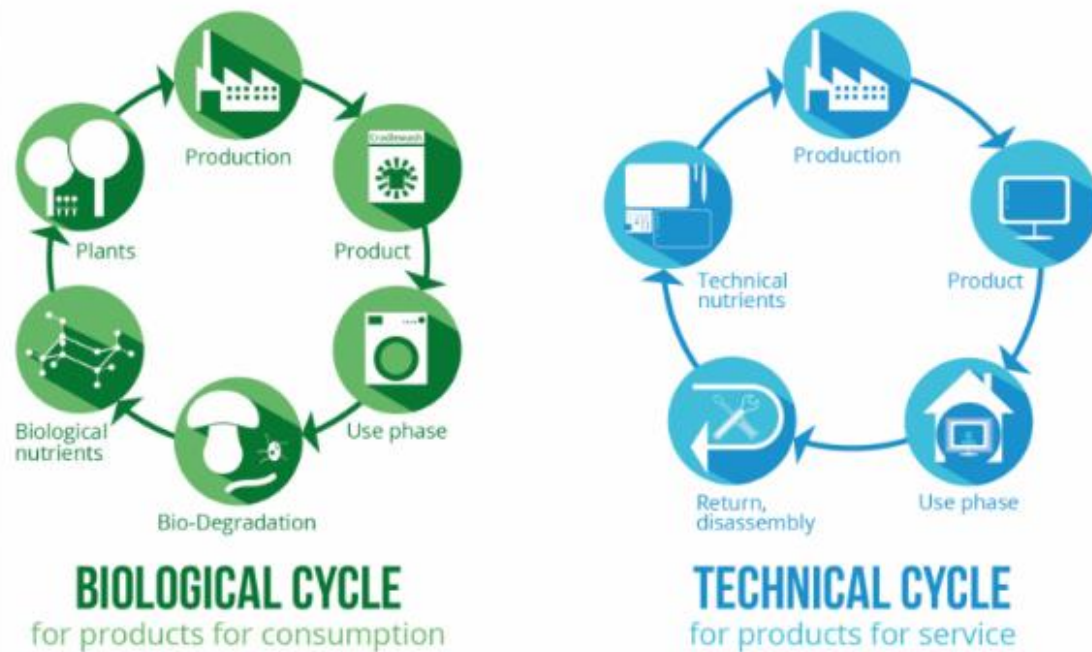 Production
Cradlewash
Product
Use phase
Bio-Degradation
Biological
nutrients
Plants
BIOLOGICAL CYCLE
for products for consumption
Production
Product
Use phase
Return,
disassembly
Technical
nutrients
TECHNICAL CYCLE
for products for service